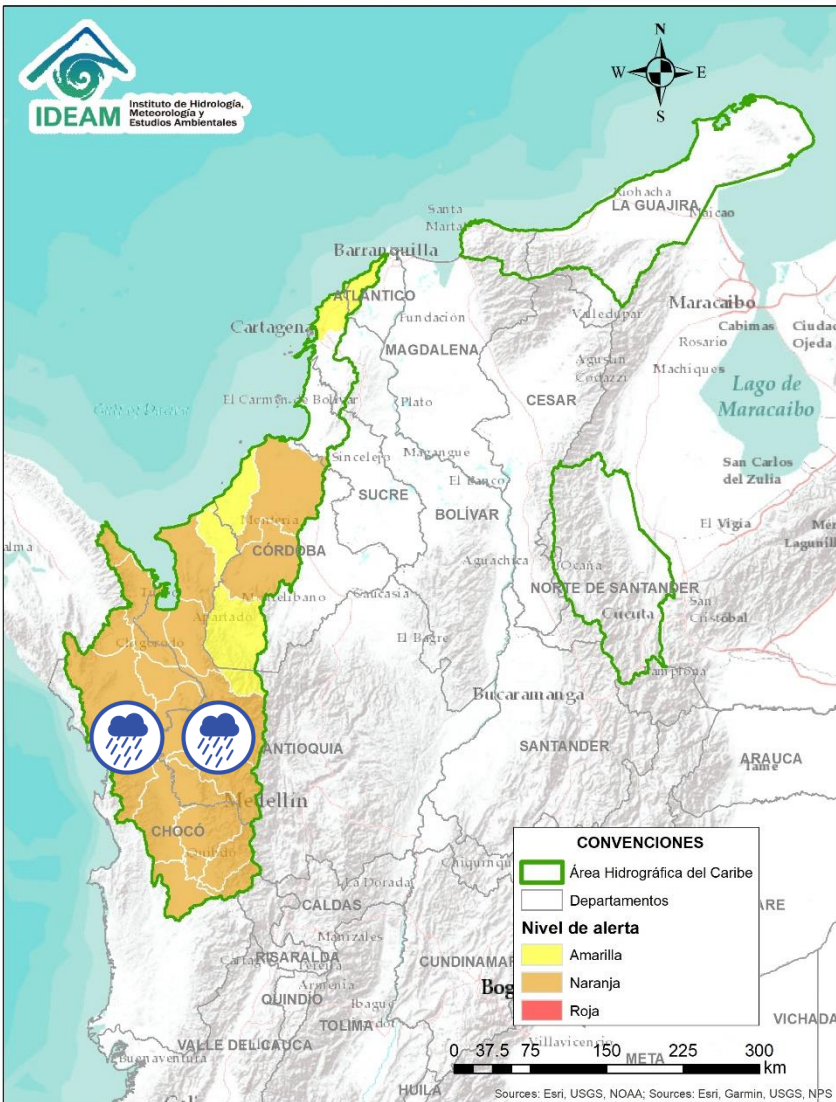 IDEAM
Instituto de Hidrología,
Meteorología y
Estudios Ambientales
N
W
E
S
Riohacha
LA GUAJIRA
Maicao
Santa
Marta
Barranquilla
ATLÁNTICO
Maracaibo
Cartagena
Fundación
Valledupar
Cabimas
Ciudad
Ojeda
Rosario
MAGDALENA
Agustín
Codazzi
Machiques
Lago de
Maracaibo
El Carmen de Bolívar
Plato
CESAR
Sincelejo
Magangué
San Carlos
del Zulia
SUCRE
El Banco
BOLÍVAR
El Vigía
Montería
CÓRDOBA
Aguachica
Ocaña
NORTE DE SANTANDER
Turbo
Montelíbano
Caucasia
Cúcuta
San
Cristóbal
Apartadó
Chigorodó
El Bagre
Pamplona
Bucaramanga
ANTIOQUIA
SANTANDER
ARAUCA
Tame
Medellín
CHOCÓ
Quibdó
La Dorada
CALDAS
Manizales
RISARALDA
Pereira
CUNDINAMAR
Armenia
QUINDÍO
Ibagué
TOLIMA
Bog
VICHADA
VALLE DEL CAUCA
Buenaventura
Villavicencio
META
HUILA
CONVENCIONES
Área Hidrográfica del Caribe
Departamentos
Nivel de alerta
Amarilla
Naranja
Roja
0 37.5 75 150 225 300
km
Sources: Esri, USGS, NOAA; Sources: Esri, Garmin, USGS, NPS